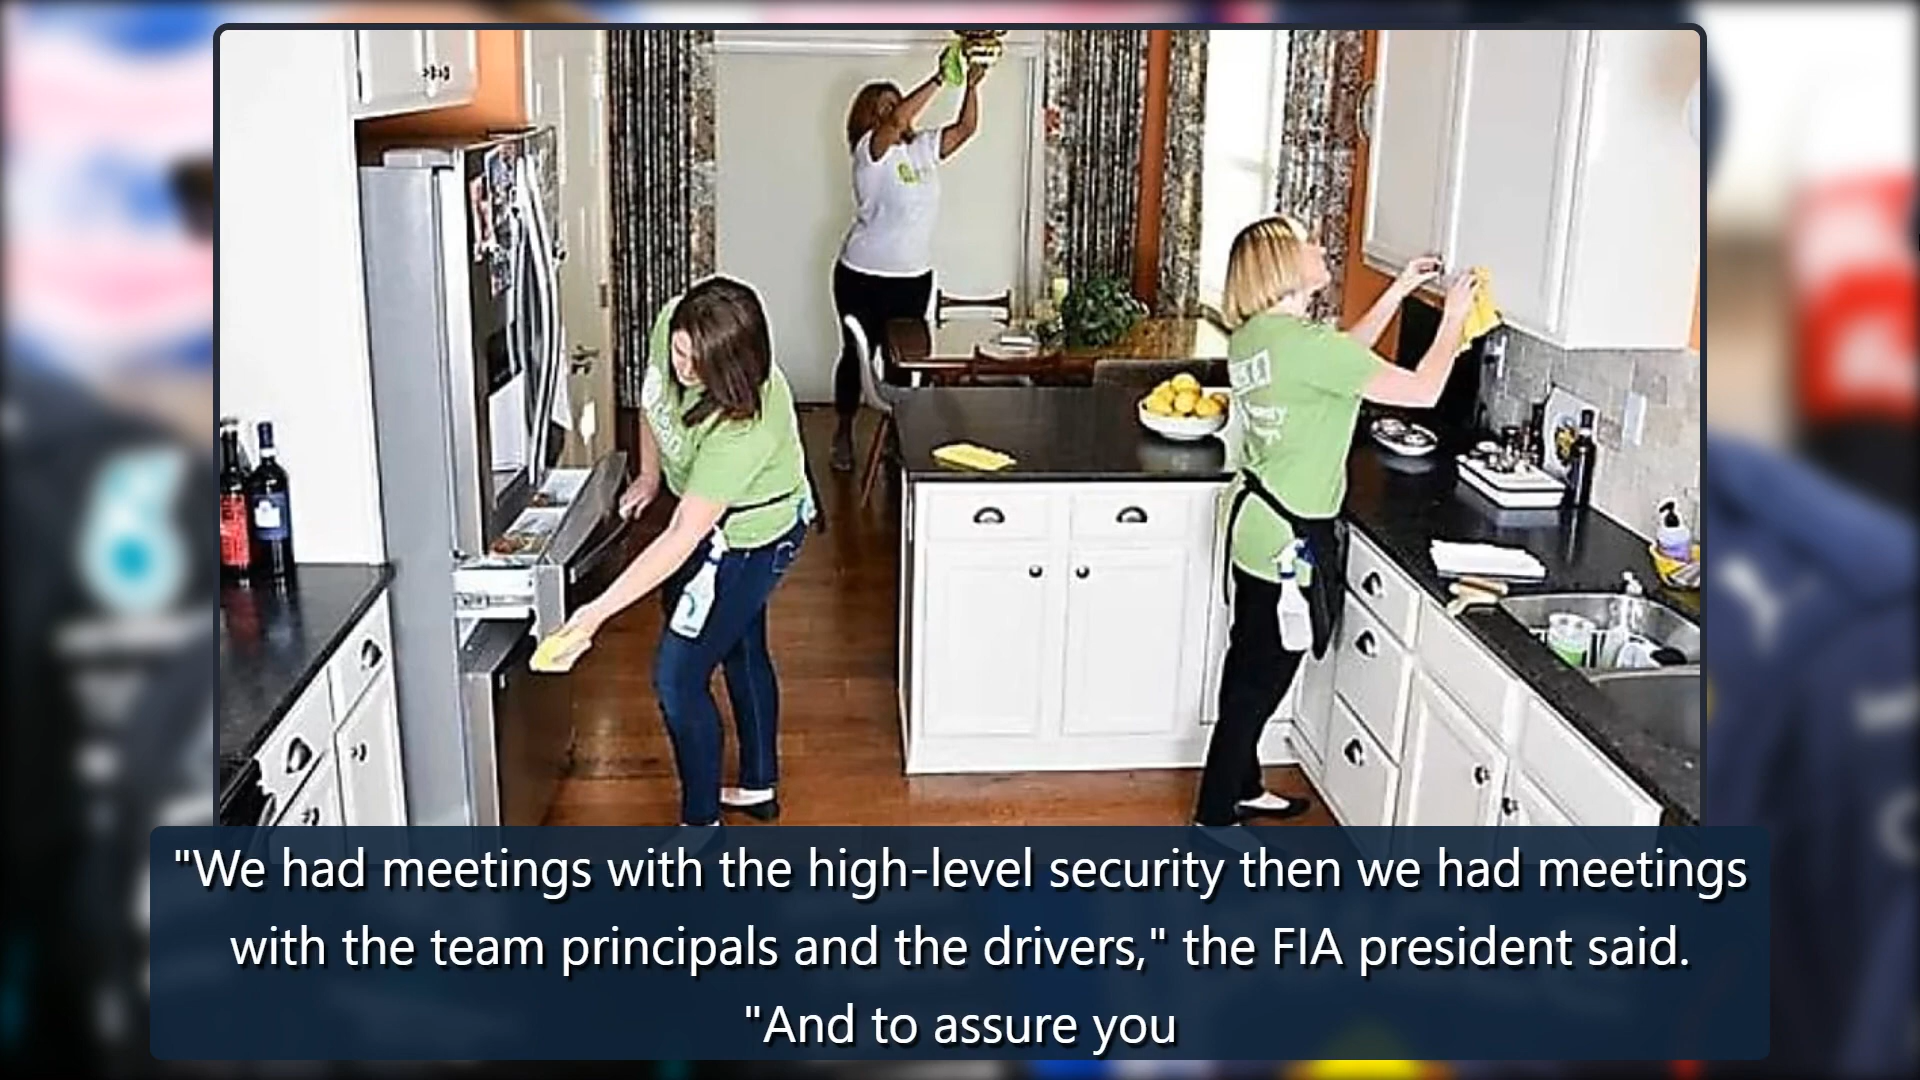 "We had meetings with the high-level security then we had meetings
with the team principals and the drivers," the FIA president said.
"And to assure you